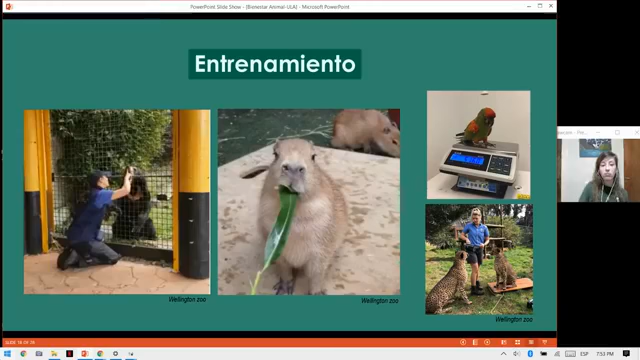 PowerPoint Slide Show - [Bienestar Animal-ULA] - Microsoft PowerPoint
Entrenamiento
Wellington zoo
Wellington zoo
Wellington zoo
ESP
7:53 PM